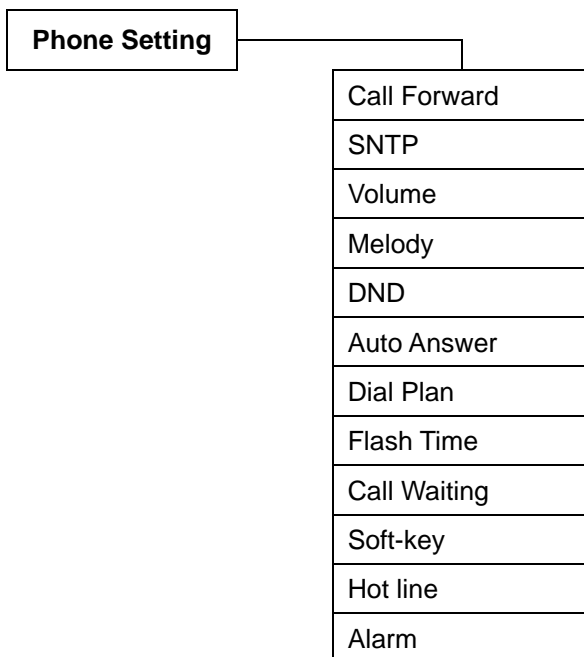 Phone Setting
Call Forward
SNTP
Volume
Melody
DND
Auto Answer
Dial Plan
Flash Time
Call Waiting
Soft-key
Hot line
Alarm